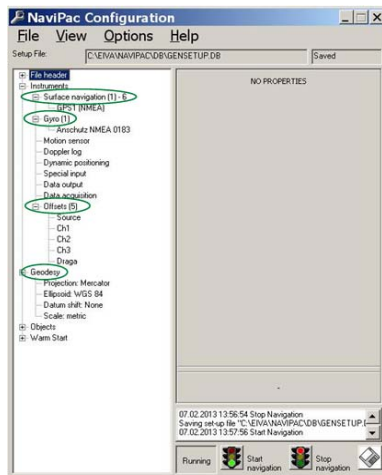 NaviPac Configuration
File View Options Help
Setup File: C:\EIVA\NAVIPAC\DB\GENSETUP.DB Saved
File header
Instruments
Surface navigation (1) - 6
GPS1 (NMEA)
Gyro (1)
Anschutz NMEA 0183
Motion sensor
Doppler log
Dynamic positioning
Special input
Data output
Data acquisition
Offsets (5)
Source
Ch1
Ch2
Ch3
Draga
Geodesy
Projection: Mercator
Ellipsoid: WGS 84
Datum shift: None
Scale: metric
Objects
Warm Start
NO PROPERTIES
07.02.2013 13:56:54 Stop Navigation
Saving set-up file "C:\EIVA\NAVIPAC\DB\GENSETUP.
07.02.2013 13:57:56 Start Navigation
Running Start navigation Stop navigation